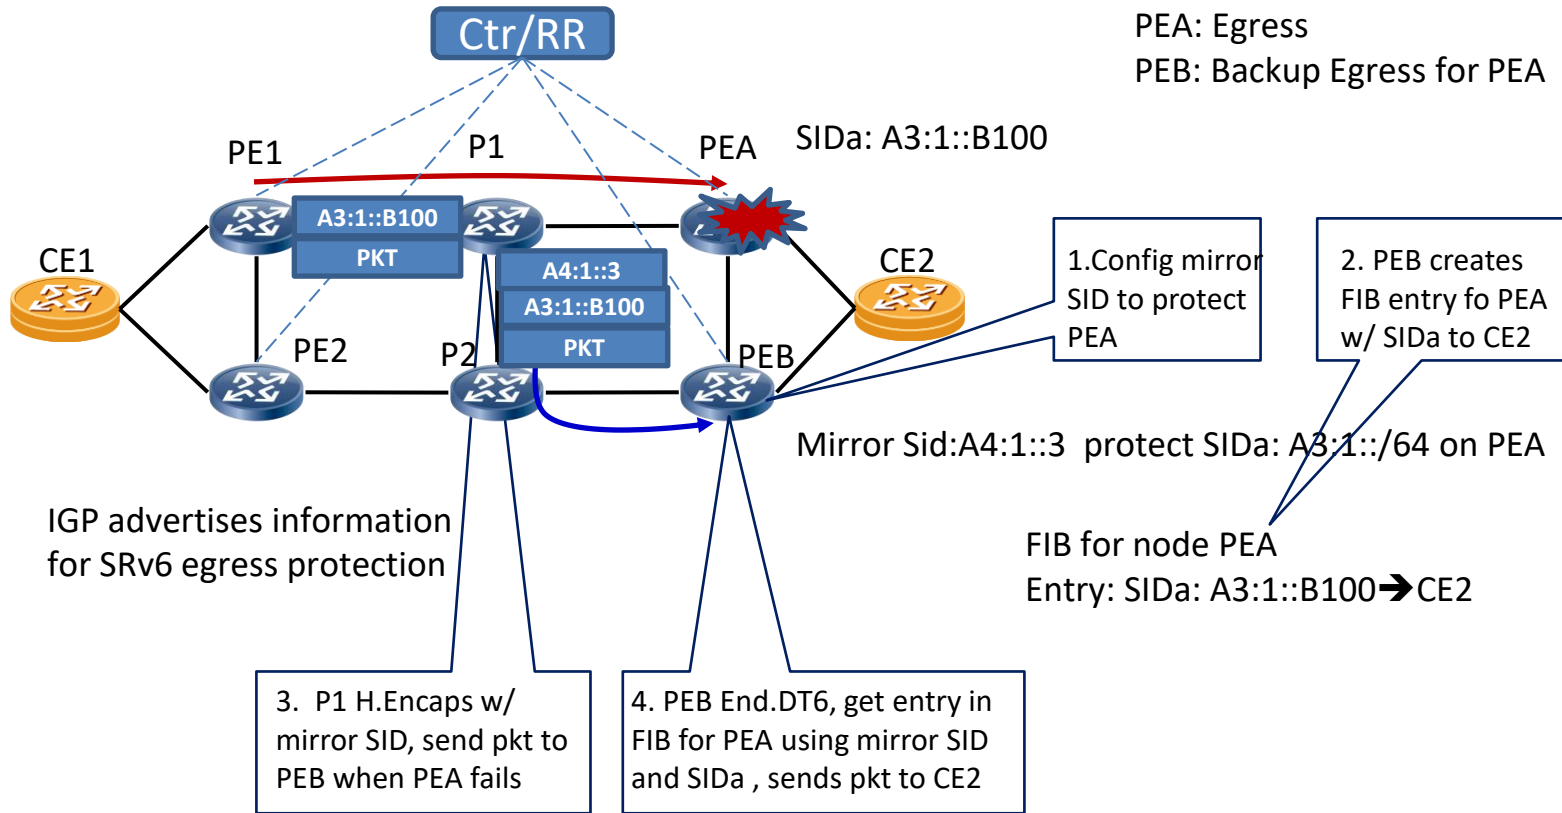 Ctr/RR
PEA: Egress
PEB: Backup Egress for PEA
SIDa: A3:1::B100
PE1
P1
PEA
A3:1::B100
PKT
CE1
A4:1::3
A3:1::B100
PKT
CE2
PE2
P2
PEB
1.Config mirror
SID to protect
PEA
2. PEB creates
FIB entry fo PEA
w/ SIDa to CE2
Mirror Sid:A4:1::3 protect SIDa: A3:1::/64 on PEA
IGP advertises information
for SRv6 egress protection
FIB for node PEA
Entry: SIDa: A3:1::B100➔CE2
3. P1 H.Encaps w/
mirror SID, send pkt to
PEB when PEA fails
4. PEB End.DT6, get entry in
FIB for PEA using mirror SID
and SIDa , sends pkt to CE2